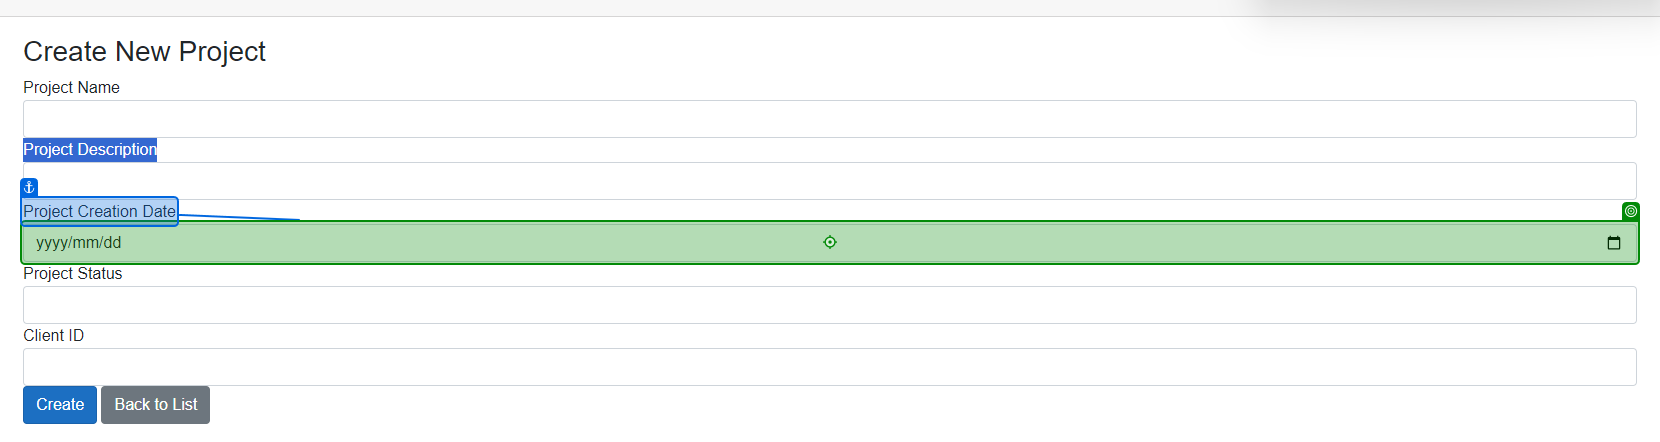 Create New Project
Project Name
Project Description
Project Creation Date
yyyy/mm/dd
Project Status
Client ID
Create Back to List